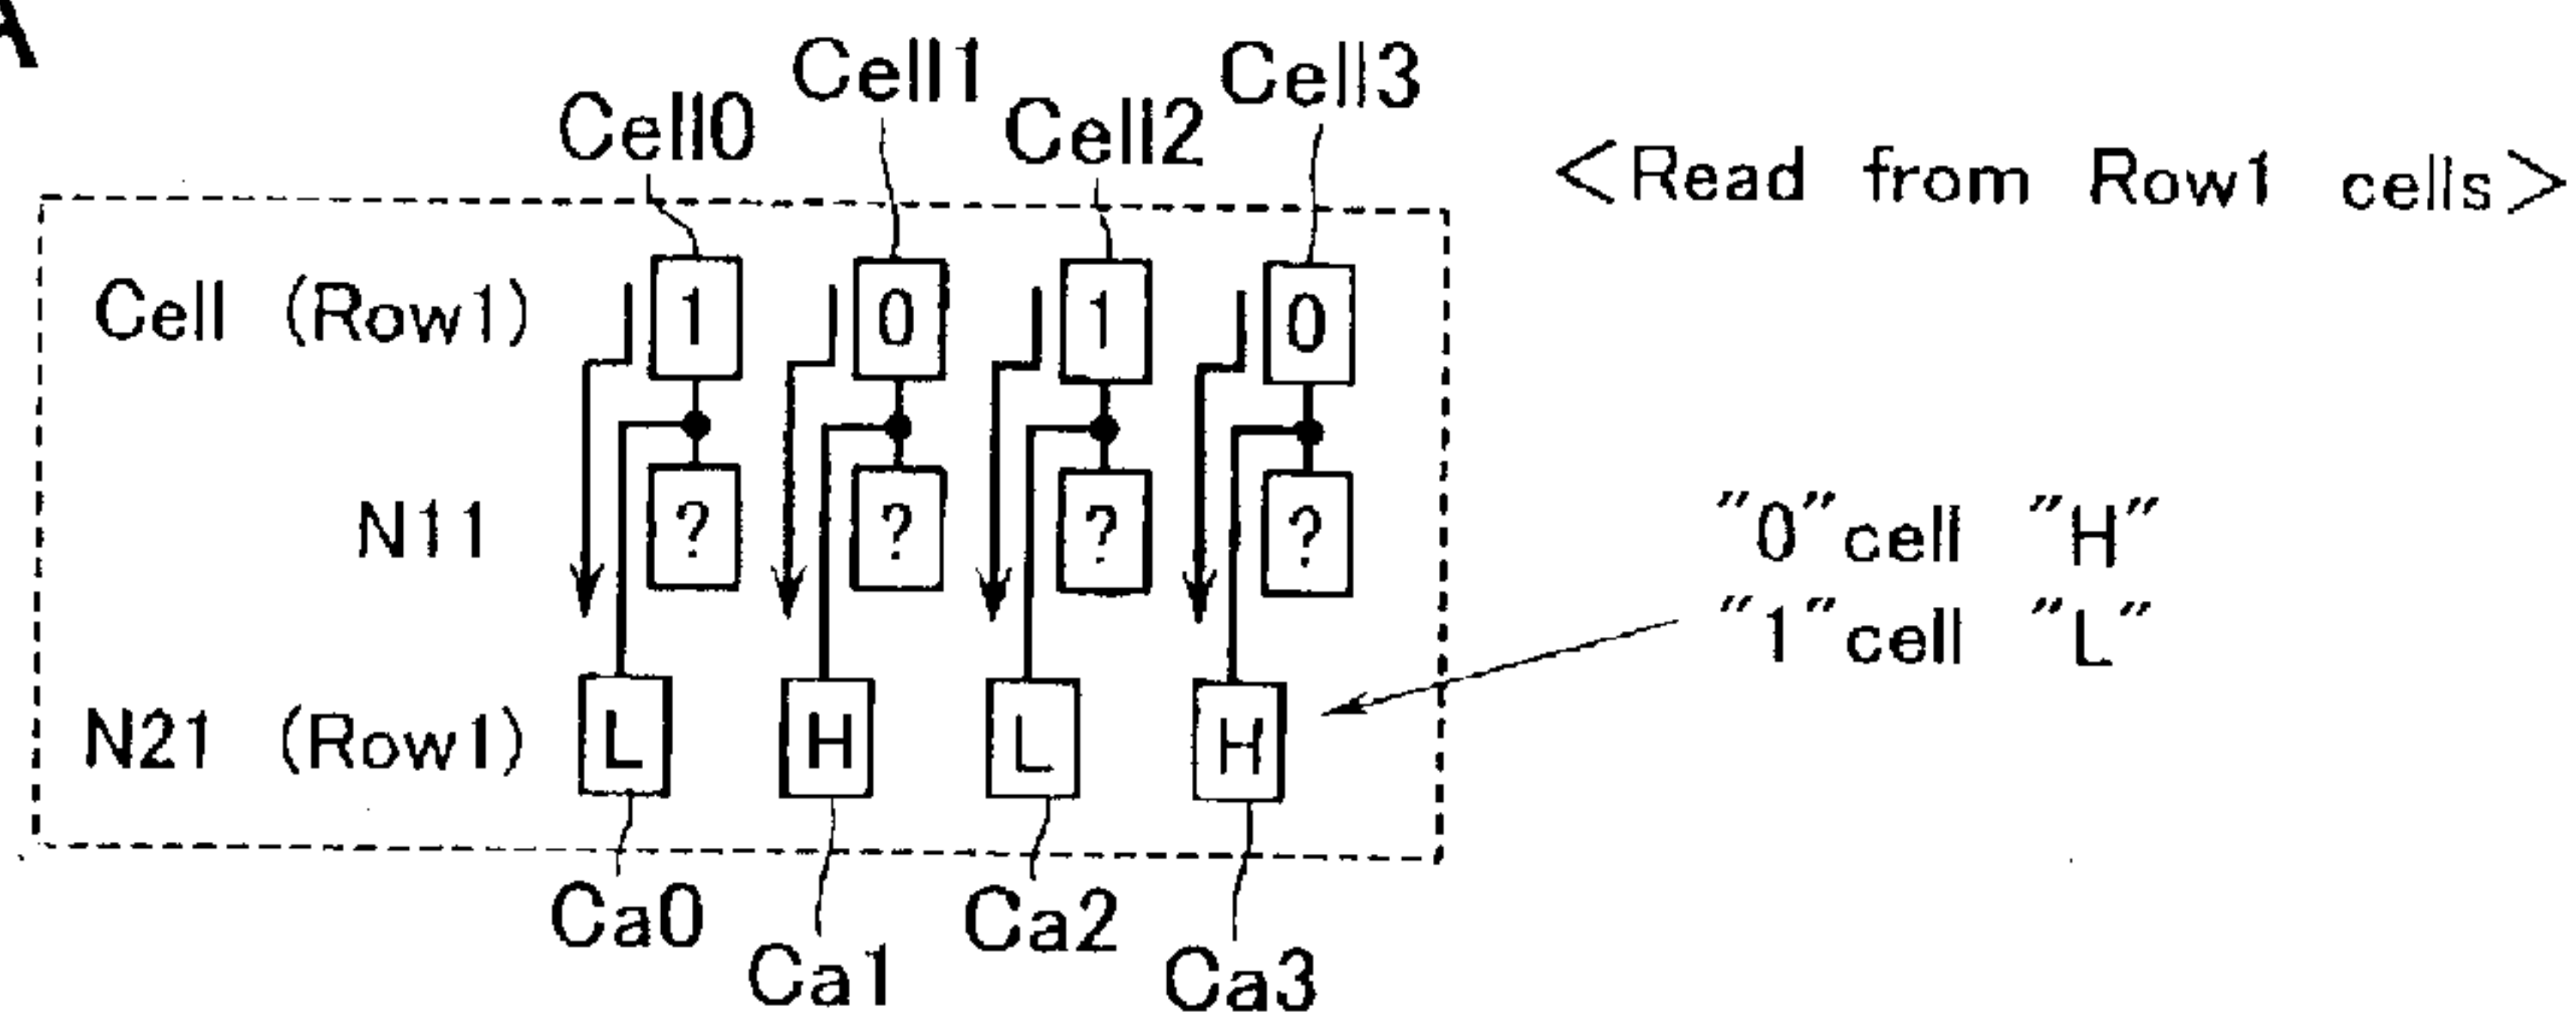 A
Cell0 Cell1 Cell2 Cell3
<Read from Row1 cells>
Cell (Row1) 1 0 1 0
N11 ? ? ? ?
"0"cell "H"
"1"cell "L"
N21 (Row1) L H L H
Ca0 Ca1 Ca2 Ca3